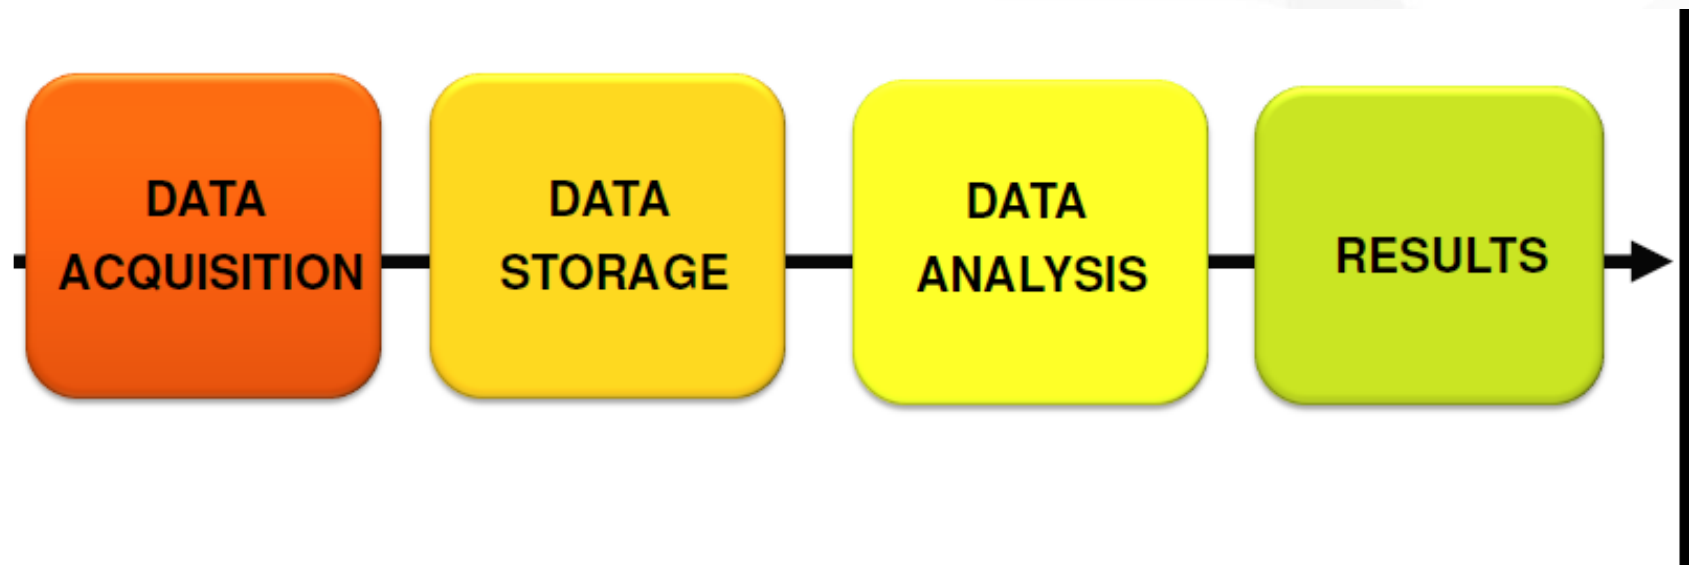 DATA
ACQUISITION
DATA
STORAGE
DATA
ANALYSIS
RESULTS